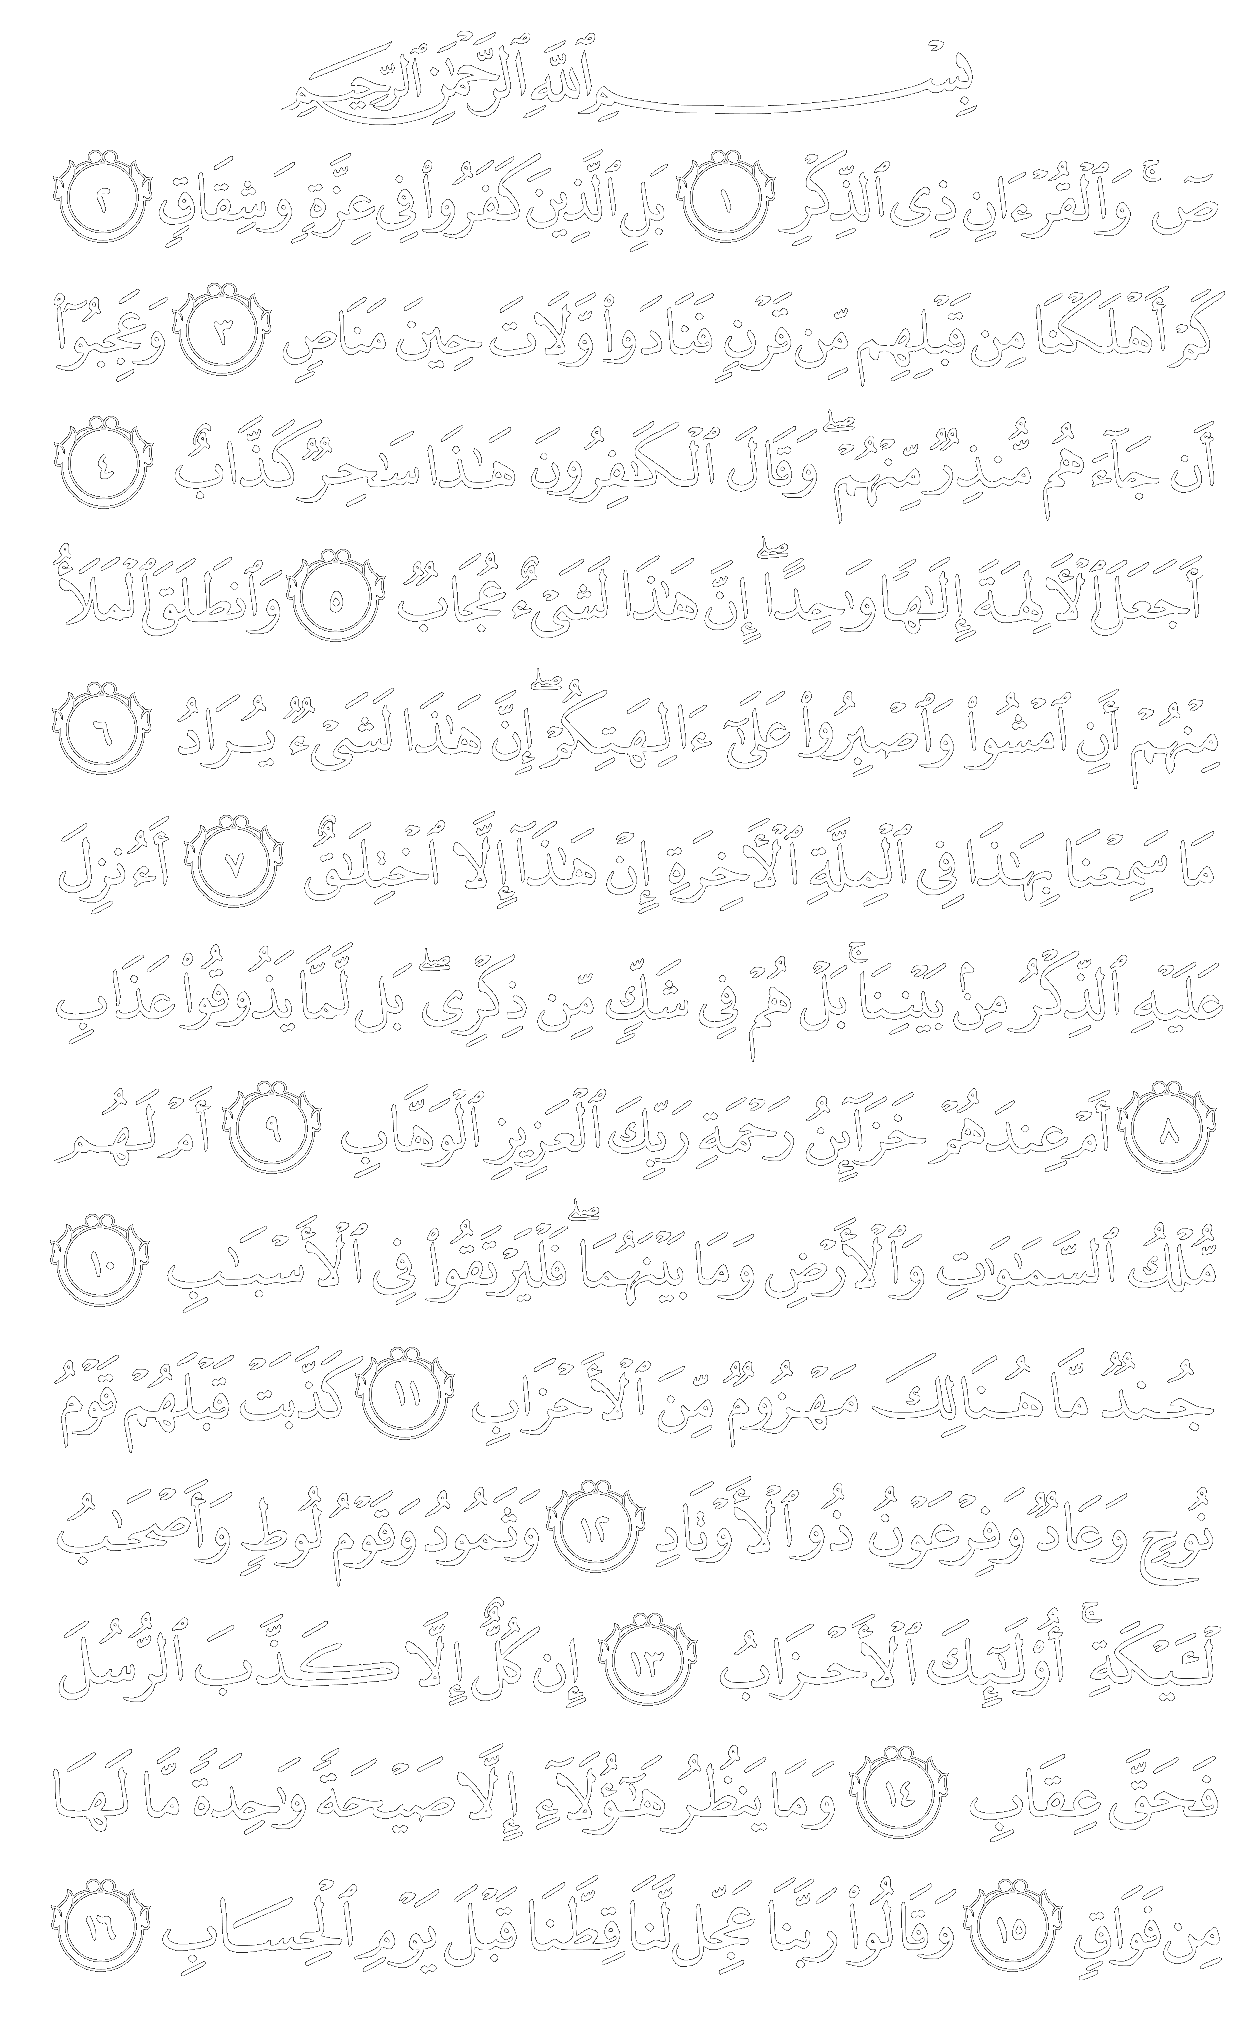 بِسْمِ ٱللَّهِ ٱلرَّحْمَٰنِ ٱلرَّحِيمِ
صٓ ۚ وَٱلْقُرْءَانِ ذِى ٱلذِّكْرِ ١ بَلِ ٱلَّذِينَ كَفَرُوا۟ فِى عِزَّةٍ وَشِقَاقٍ ٢
كَمْ أَهْلَكْنَا مِن قَبْلِهِم مِّن قَرْنٍ فَنَادَوا۟ وَّلَاتَ حِينَ مَنَاصٍ ٣ وَعَجِبُوٓا۟
أَن جَآءَهُم مُّنذِرٌ مِّنْهُمْ ۖ وَقَالَ ٱلْكَٰفِرُونَ هَٰذَا سَٰحِرٌ كَذَّابٌ ٤
أَجَعَلَ ٱلْءَالِهَةَ إِلَٰهًا وَٰحِدًا ۖ إِنَّ هَٰذَا لَشَىْءٌ عُجَابٌ ٥ وَٱنطَلَقَ ٱلْمَلَأُ
مِنْهُمْ أَنِ ٱمْشُوا۟ وَٱصْبِرُوا۟ عَلَىٰٓ ءَالِهَتِكُمْ ۖ إِنَّ هَٰذَا لَشَىْءٌ يُرَادُ ٦
مَا سَمِعْنَا بِهَٰذَا فِى ٱلْمِلَّةِ ٱلْءَاخِرَةِ إِنْ هَٰذَآ إِلَّا ٱخْتِلَٰقٌ ٧ أَءُنزِلَ
عَلَيْهِ ٱلذِّكْرُ مِنۢ بَيْنِنَا ۚ بَلْ هُمْ فِى شَكٍّ مِّن ذِكْرِى ۖ بَل لَّمَّا يَذُوقُوا۟ عَذَابِ
٨ أَمْ عِندَهُمْ خَزَآئِنُ رَحْمَةِ رَبِّكَ ٱلْعَزِيزِ ٱلْوَهَّابِ ٩ أَمْ لَهُم
مُّلْكُ ٱلسَّمَٰوَٰتِ وَٱلْأَرْضِ وَمَا بَيْنَهُمَا ۖ فَلْيَرْتَقُوا۟ فِى ٱلْأَسْبَٰبِ ١٠
جُندٌ مَّا هُنَالِكَ مَهْزُومٌ مِّنَ ٱلْأَحْزَابِ ١١ كَذَّبَتْ قَبْلَهُمْ قَوْمُ
نُوحٍ وَعَادٌ وَفِرْعَوْنُ ذُو ٱلْأَوْتَادِ ١٢ وَثَمُودُ وَقَوْمُ لُوطٍ وَأَصْحَٰبُ
لْـَٔيْكَةِ ۚ أُو۟لَٰٓئِكَ ٱلْأَحْزَابُ ١٣ إِن كُلٌّ إِلَّا كَذَّبَ ٱلرُّسُلَ
فَحَقَّ عِقَابِ ١٤ وَمَا يَنظُرُ هَٰٓؤُلَآءِ إِلَّا صَيْحَةً وَٰحِدَةً مَّا لَهَا
مِن فَوَاقٍ ١٥ وَقَالُوا۟ رَبَّنَا عَجِّل لَّنَا قِطَّنَا قَبْلَ يَوْمِ ٱلْحِسَابِ ١٦